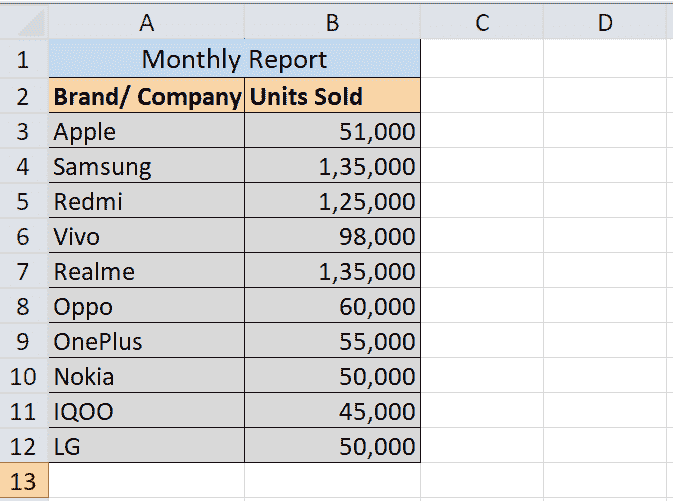 A B C D
1 Monthly Report
2 Brand/ Company Units Sold
3 Apple 51,000
4 Samsung 1,35,000
5 Redmi 1,25,000
6 Vivo 98,000
7 Realme 1,35,000
8 Oppo 60,000
9 OnePlus 55,000
10 Nokia 50,000
11 IQOO 45,000
12 LG 50,000
13